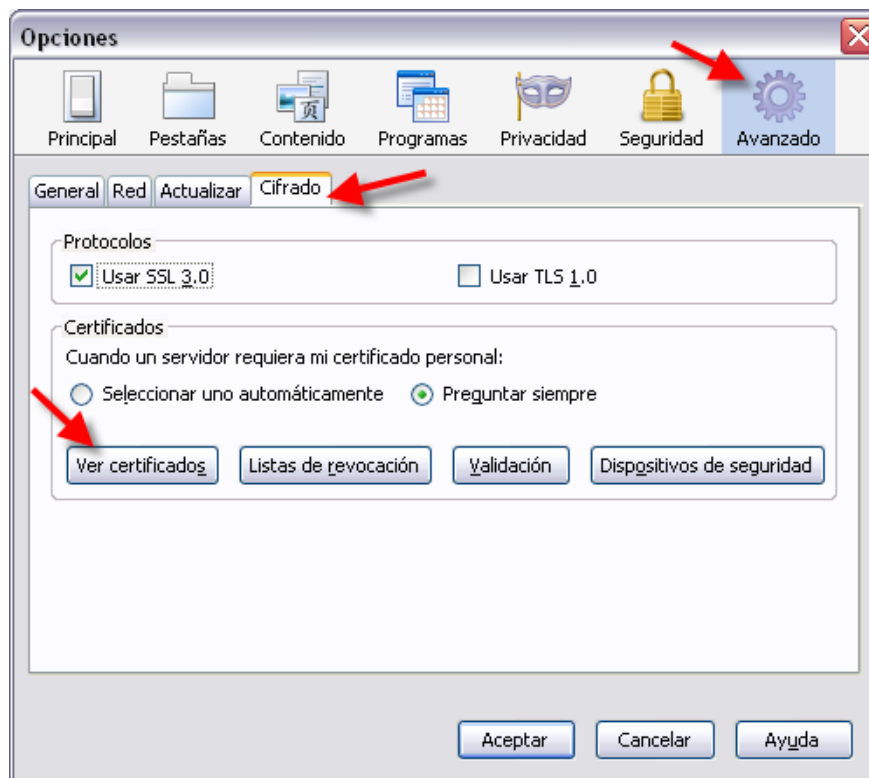 Opciones
Principal Pestañas Contenido Programas Privacidad Seguridad Avanzado
General Red Actualizar Cifrado
Protocolos
Usar SSL 3.0 Usar TLS 1.0
Certificados
Cuando un servidor requiera mi certificado personal:
Seleccionar uno automáticamente Preguntar siempre
Ver certificados Listas de revocación Validación Dispositivos de seguridad
Aceptar Cancelar Ayuda